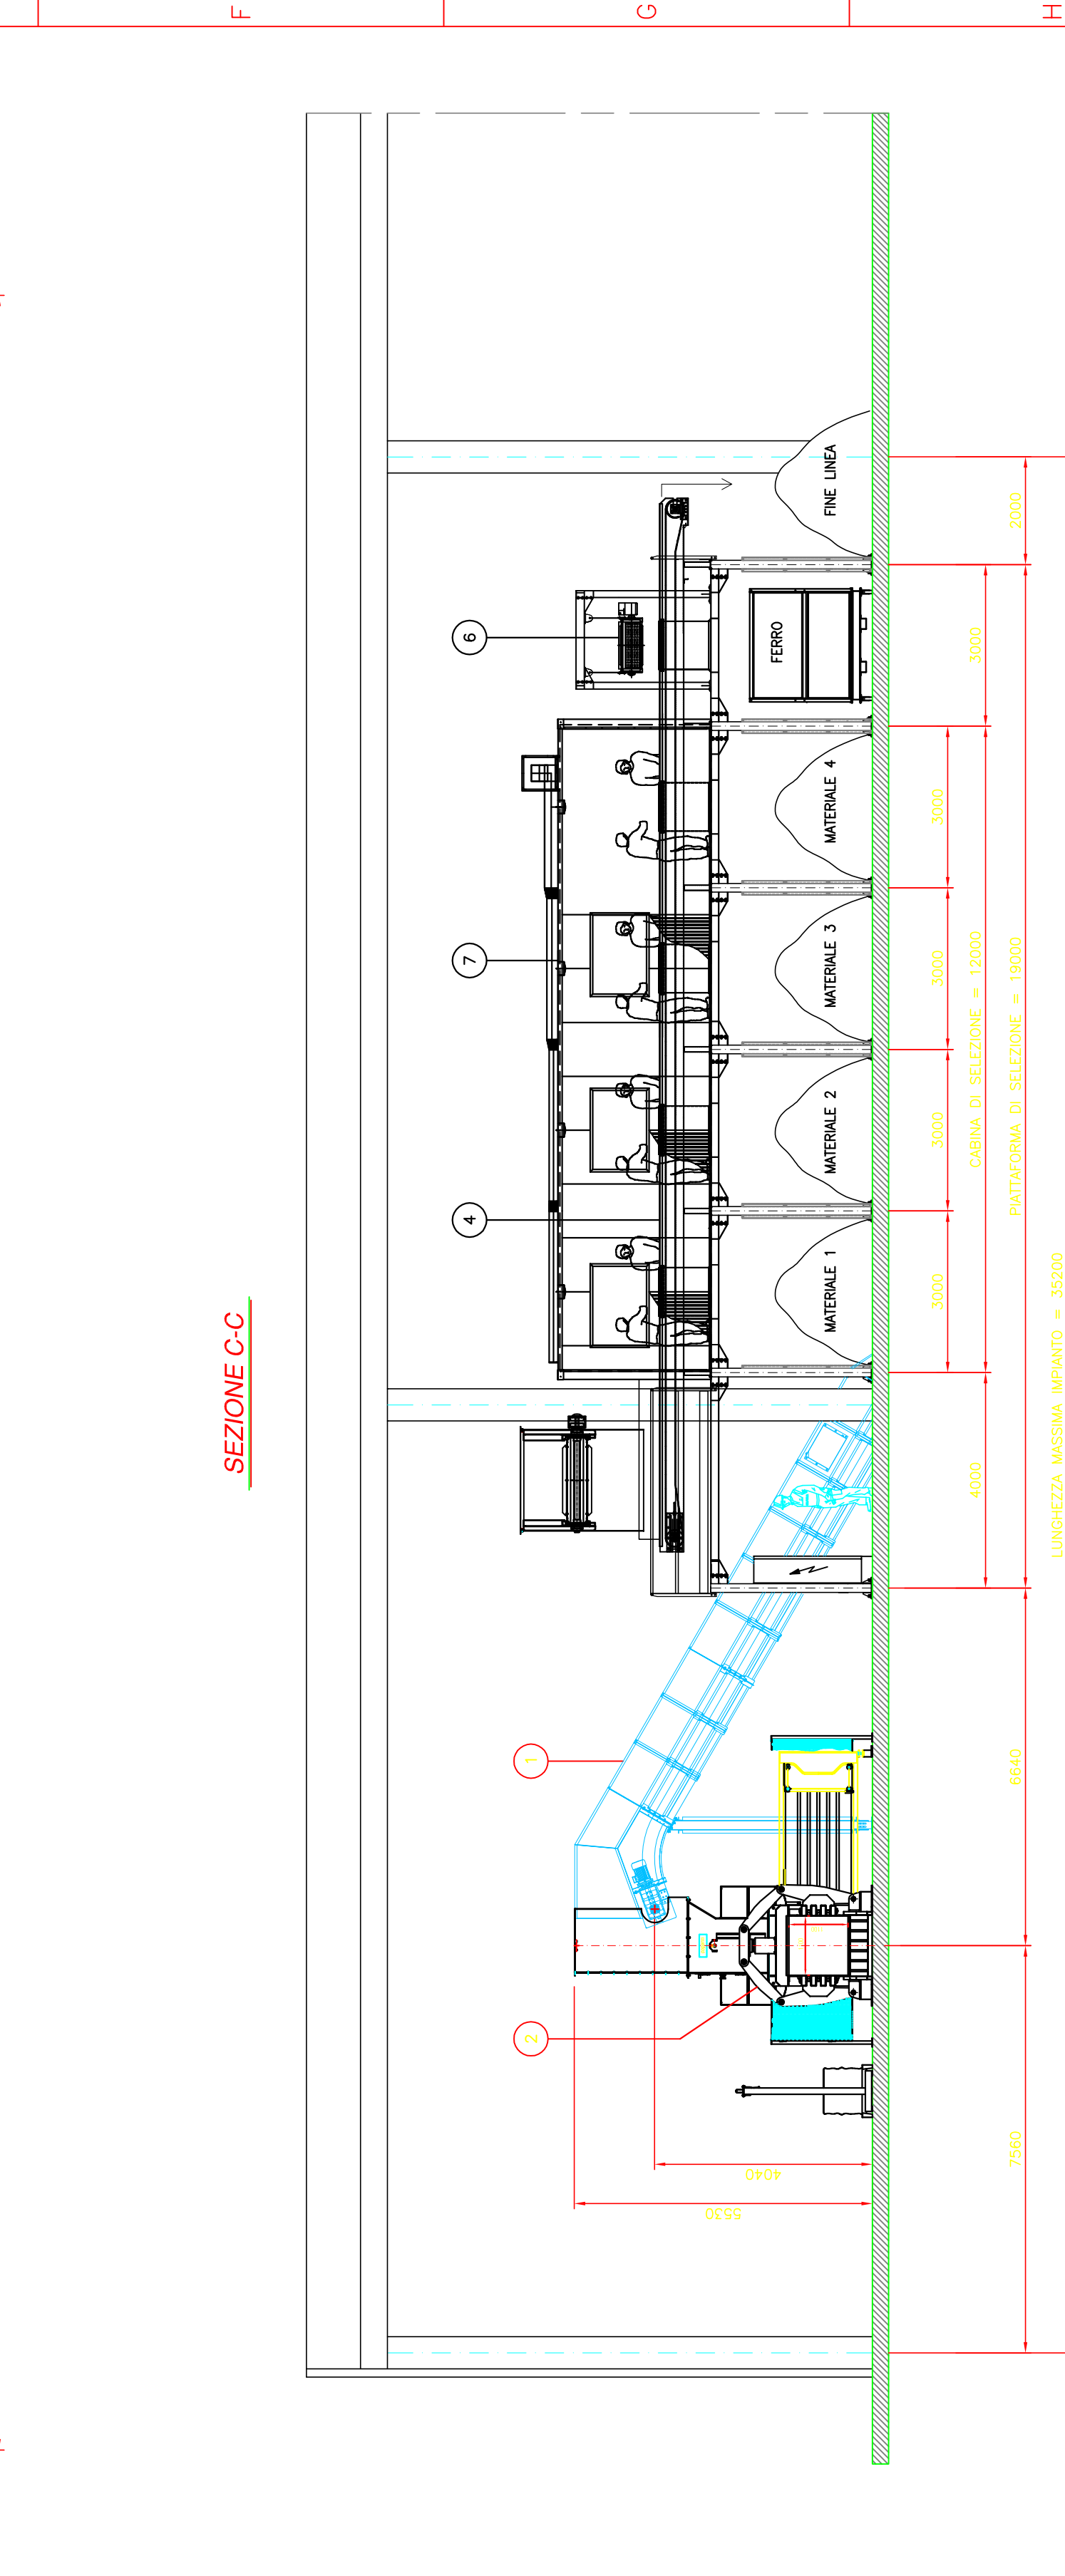 F
G
H
SEZIONE C-C
1
2
4
7
6
MATERIALE 1
MATERIALE 2
MATERIALE 3
MATERIALE 4
FERRO
FINE LINEA
5530
4040
3000
3000
3000
3000
4000
CABINA DI SELEZIONE = 12000
3000
7560
6640
PIATTAFORMA DI SELEZIONE = 19000
2000
LUNGHEZZA MASSIMA IMPIANTO = 35200